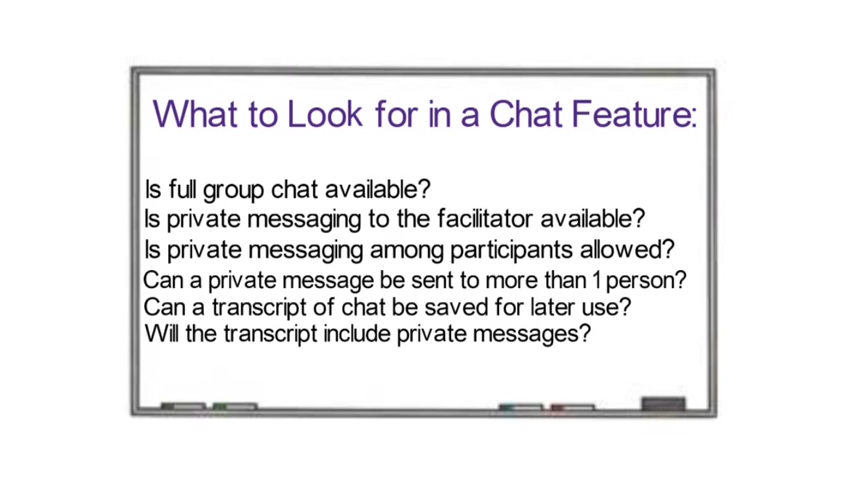 What to Look for in a Chat Feature:
Is full group chat available?
Is private messaging to the facilitator available?
Is private messaging among participants allowed?
Can a private message be sent to more than 1 person?
Can a transcript of chat be saved for later use?
Will the transcript include private messages?